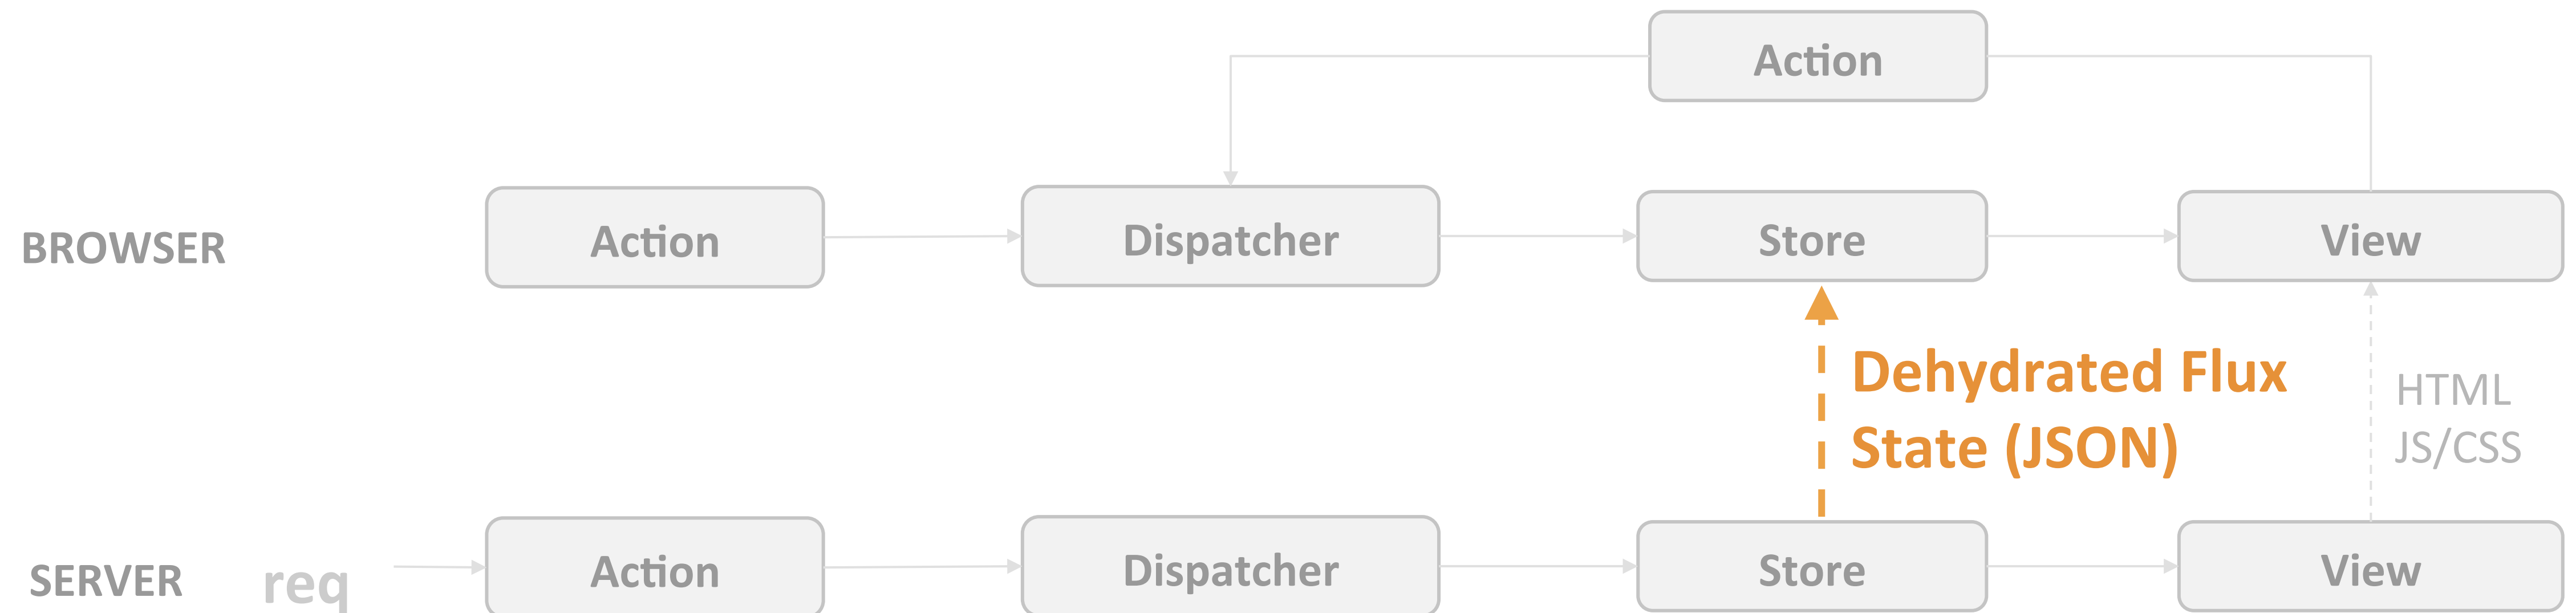 Action
BROWSER
Action
Dispatcher
Store
View
Dehydrated Flux
State (JSON)
HTML
JS/CSS
SERVER
req
Action
Dispatcher
Store
View